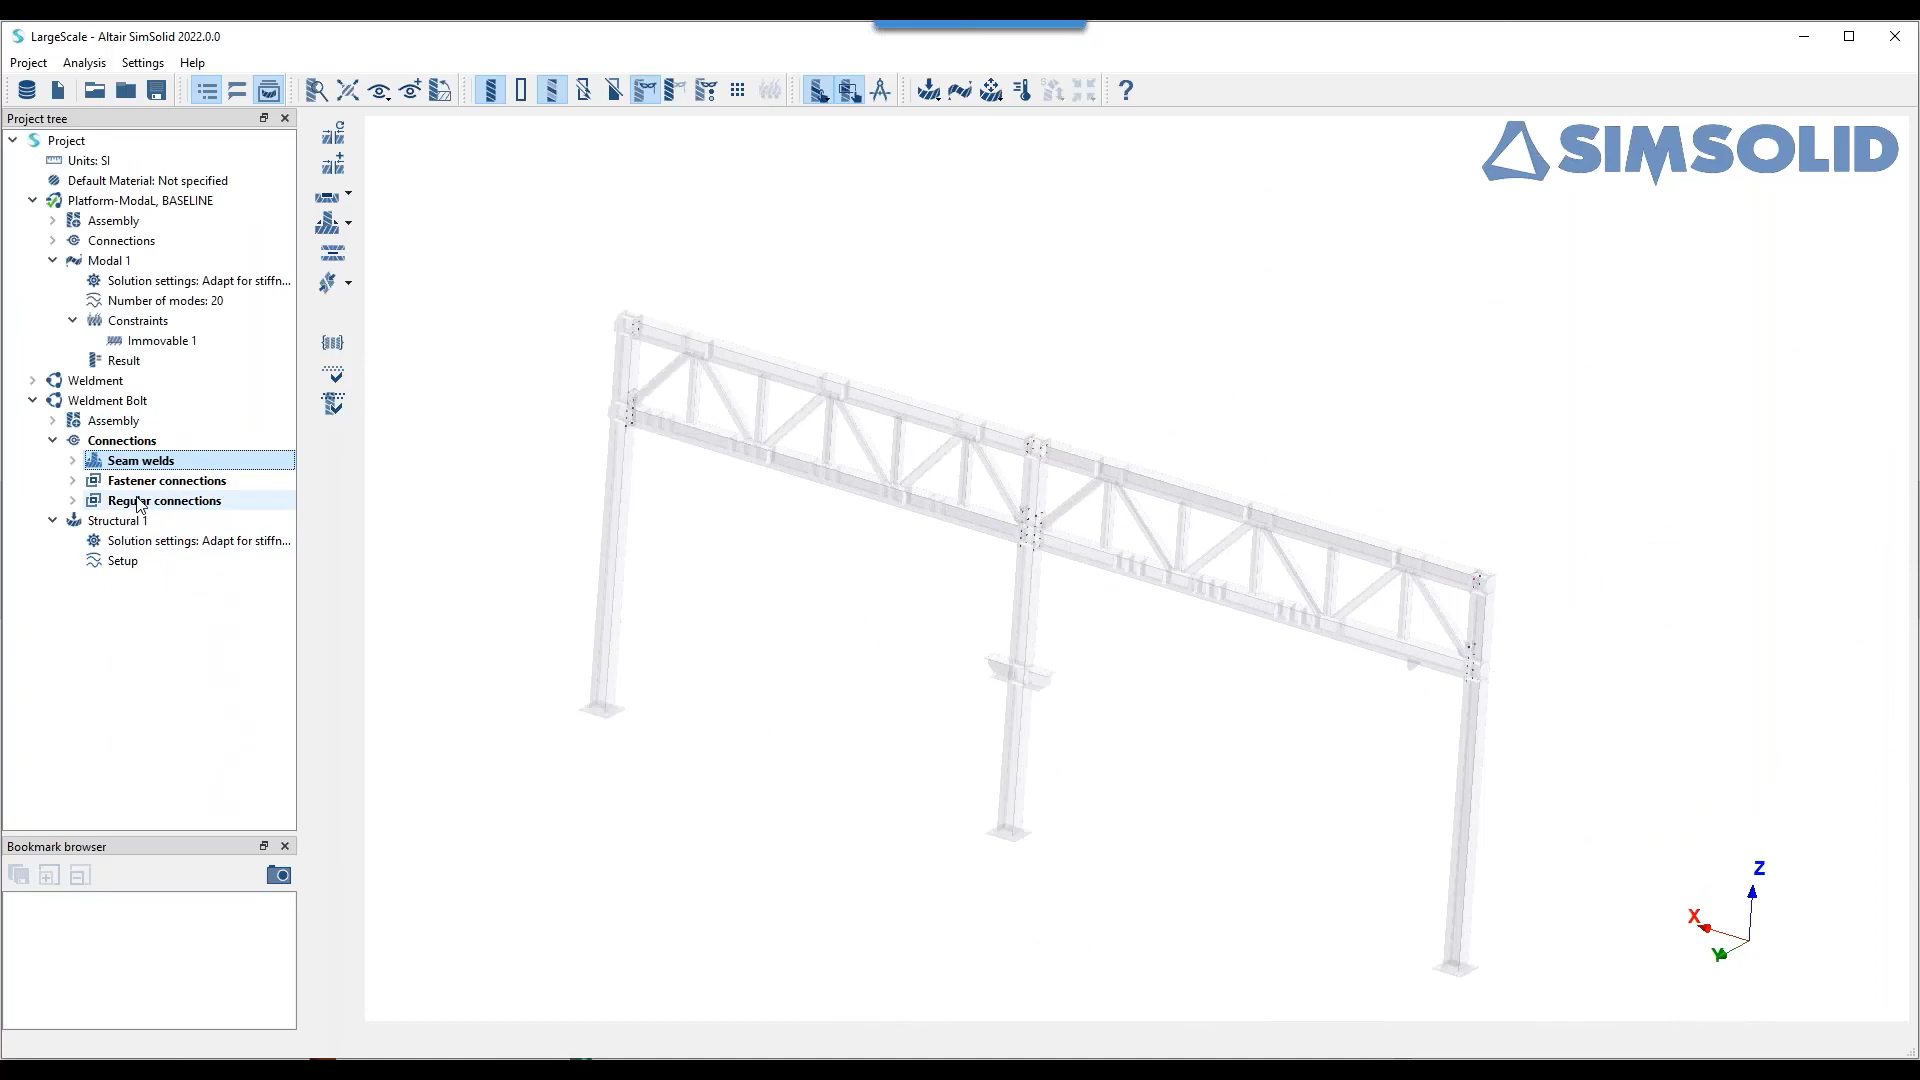 LargeScale - Altair SimSolid 2022.0.0
Project Analysis Settings Help
Project tree
SIMSOLID
Project
Units: SI
Default Material: Not specified
Platform-ModaL, BASELINE
Assembly
Connections
Modal 1
Solution settings: Adapt for stiffn...
Number of modes: 20
Constraints
Immovable 1
Result
Weldment
Weldment Bolt
Assembly
Connections
Seam welds
Fastener connections
Regular connections
Structural 1
Solution settings: Adapt for stiffn...
Setup
Bookmark browser
Z
X
Y